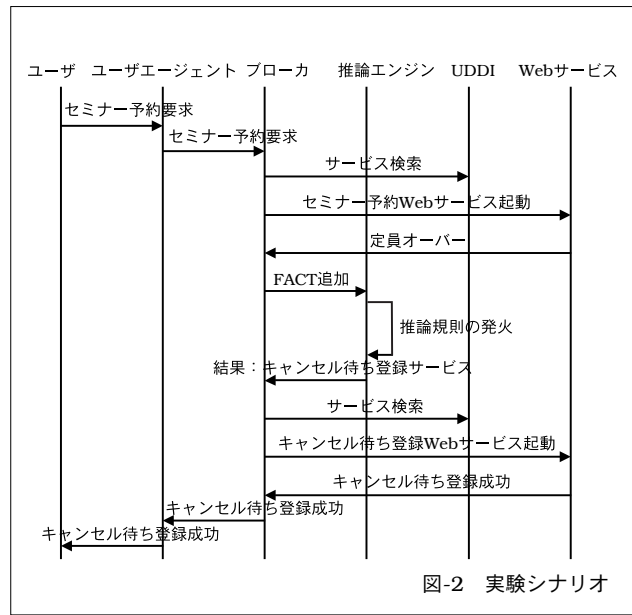 ユーザ ユーザエージェント ブローカ 推論エンジン UDDI Webサービス
セミナー予約要求
セミナー予約要求
サービス検索
セミナー予約Webサービス起動
定員オーバー
FACT追加
推論規則の発火
結果：キャンセル待ち登録サービス
サービス検索
キャンセル待ち登録Webサービス起動
キャンセル待ち登録成功
キャンセル待ち登録成功
キャンセル待ち登録成功
図-2 実験シナリオ